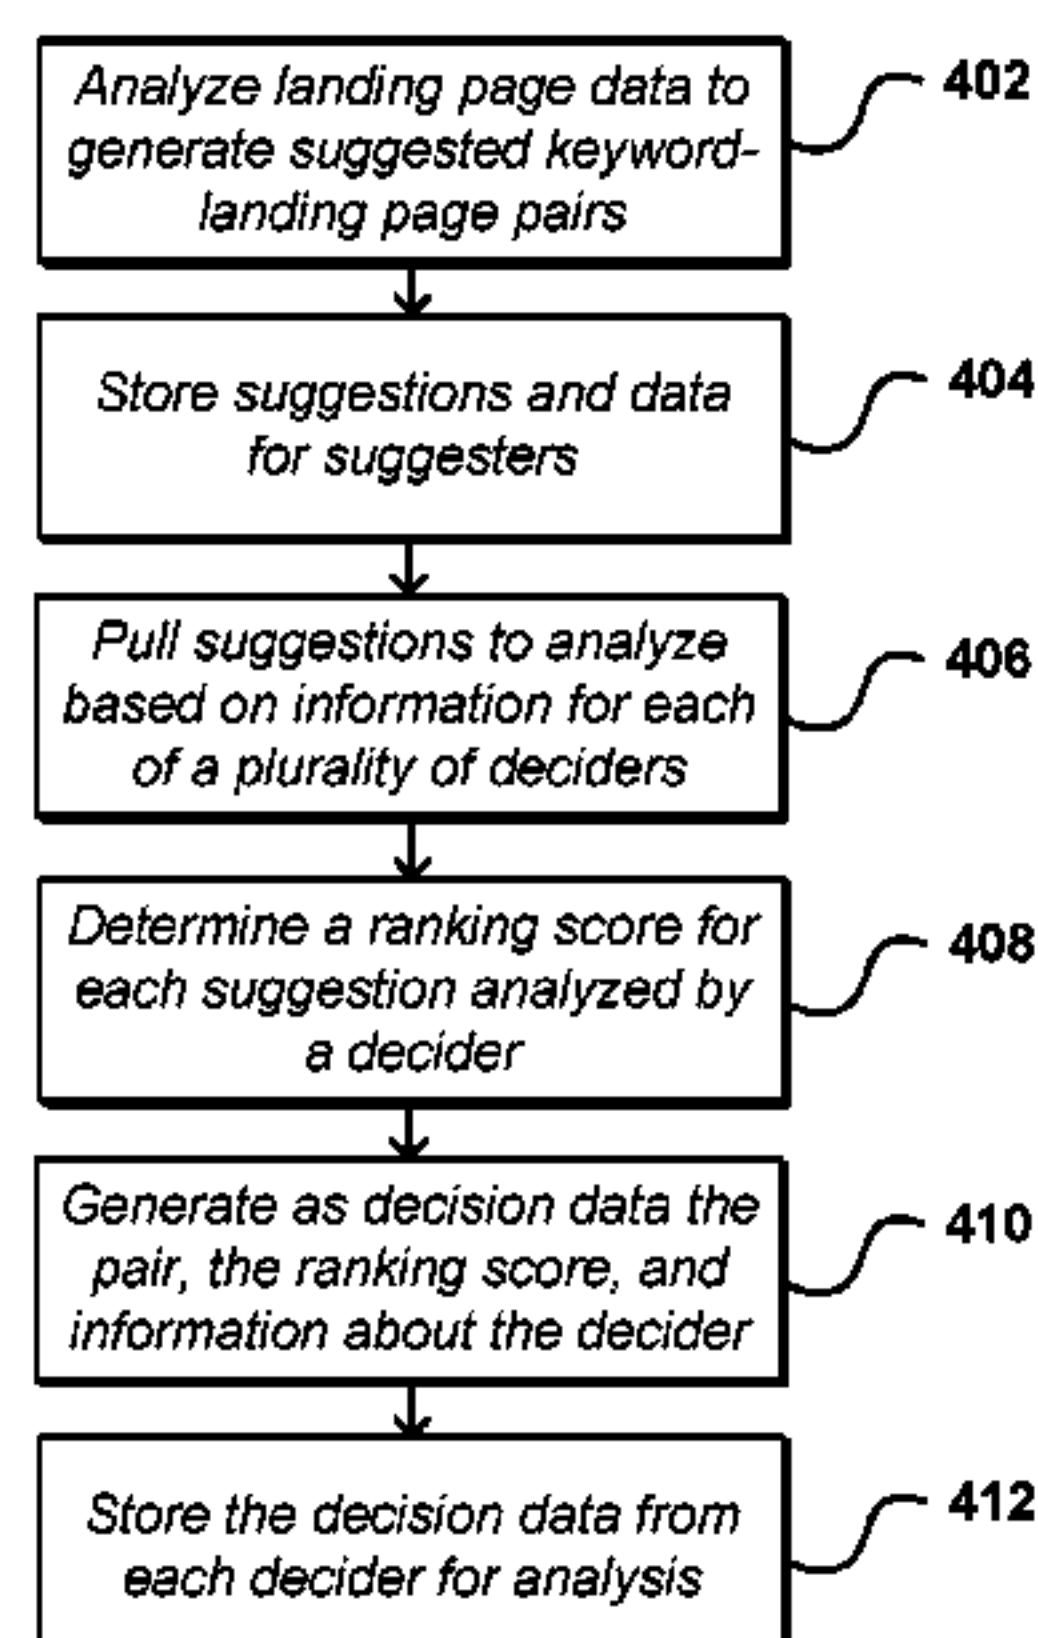 Analyze landing page data to
generate suggested keyword-
landing page pairs
402
Store suggestions and data
for suggesters
404
Pull suggestions to analyze
based on information for each
of a plurality of deciders
406
Determine a ranking score for
each suggestion analyzed by
a decider
408
Generate as decision data the
pair, the ranking score, and
information about the decider
410
Store the decision data from
each decider for analysis
412